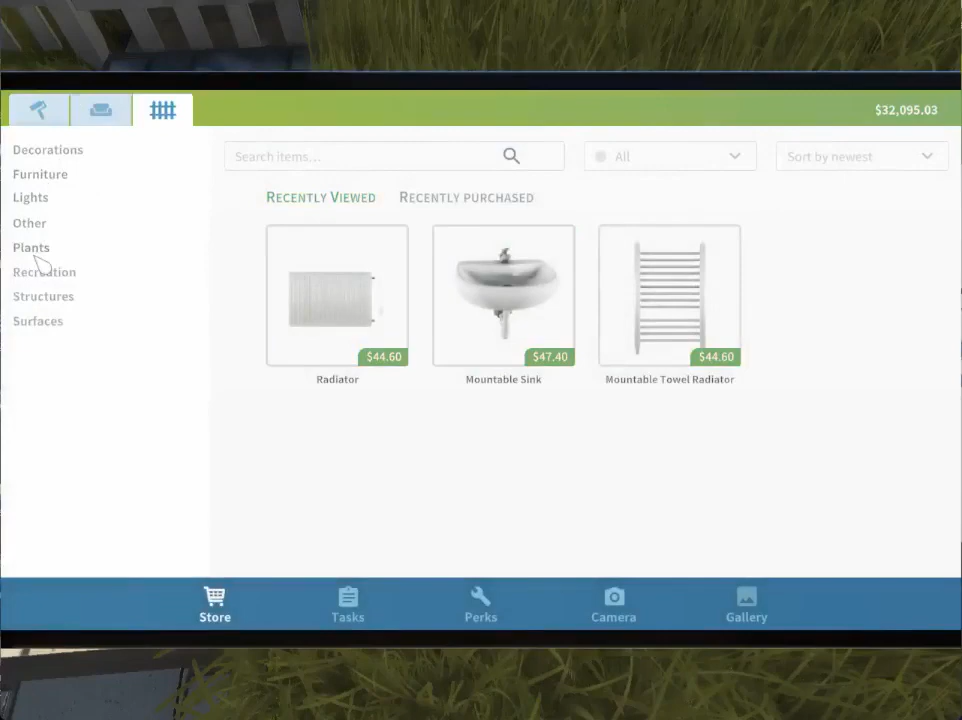 $32,095.03
Decorations
Furniture
Lights
Other
Plants
Recreation
Structures
Surfaces
Search items...
All
Sort by newest
Recently Viewed
Recently purchased
$44.60
$47.40
$44.60
Radiator
Mountable Sink
Mountable Towel Radiator
Store
Tasks
Perks
Camera
Gallery